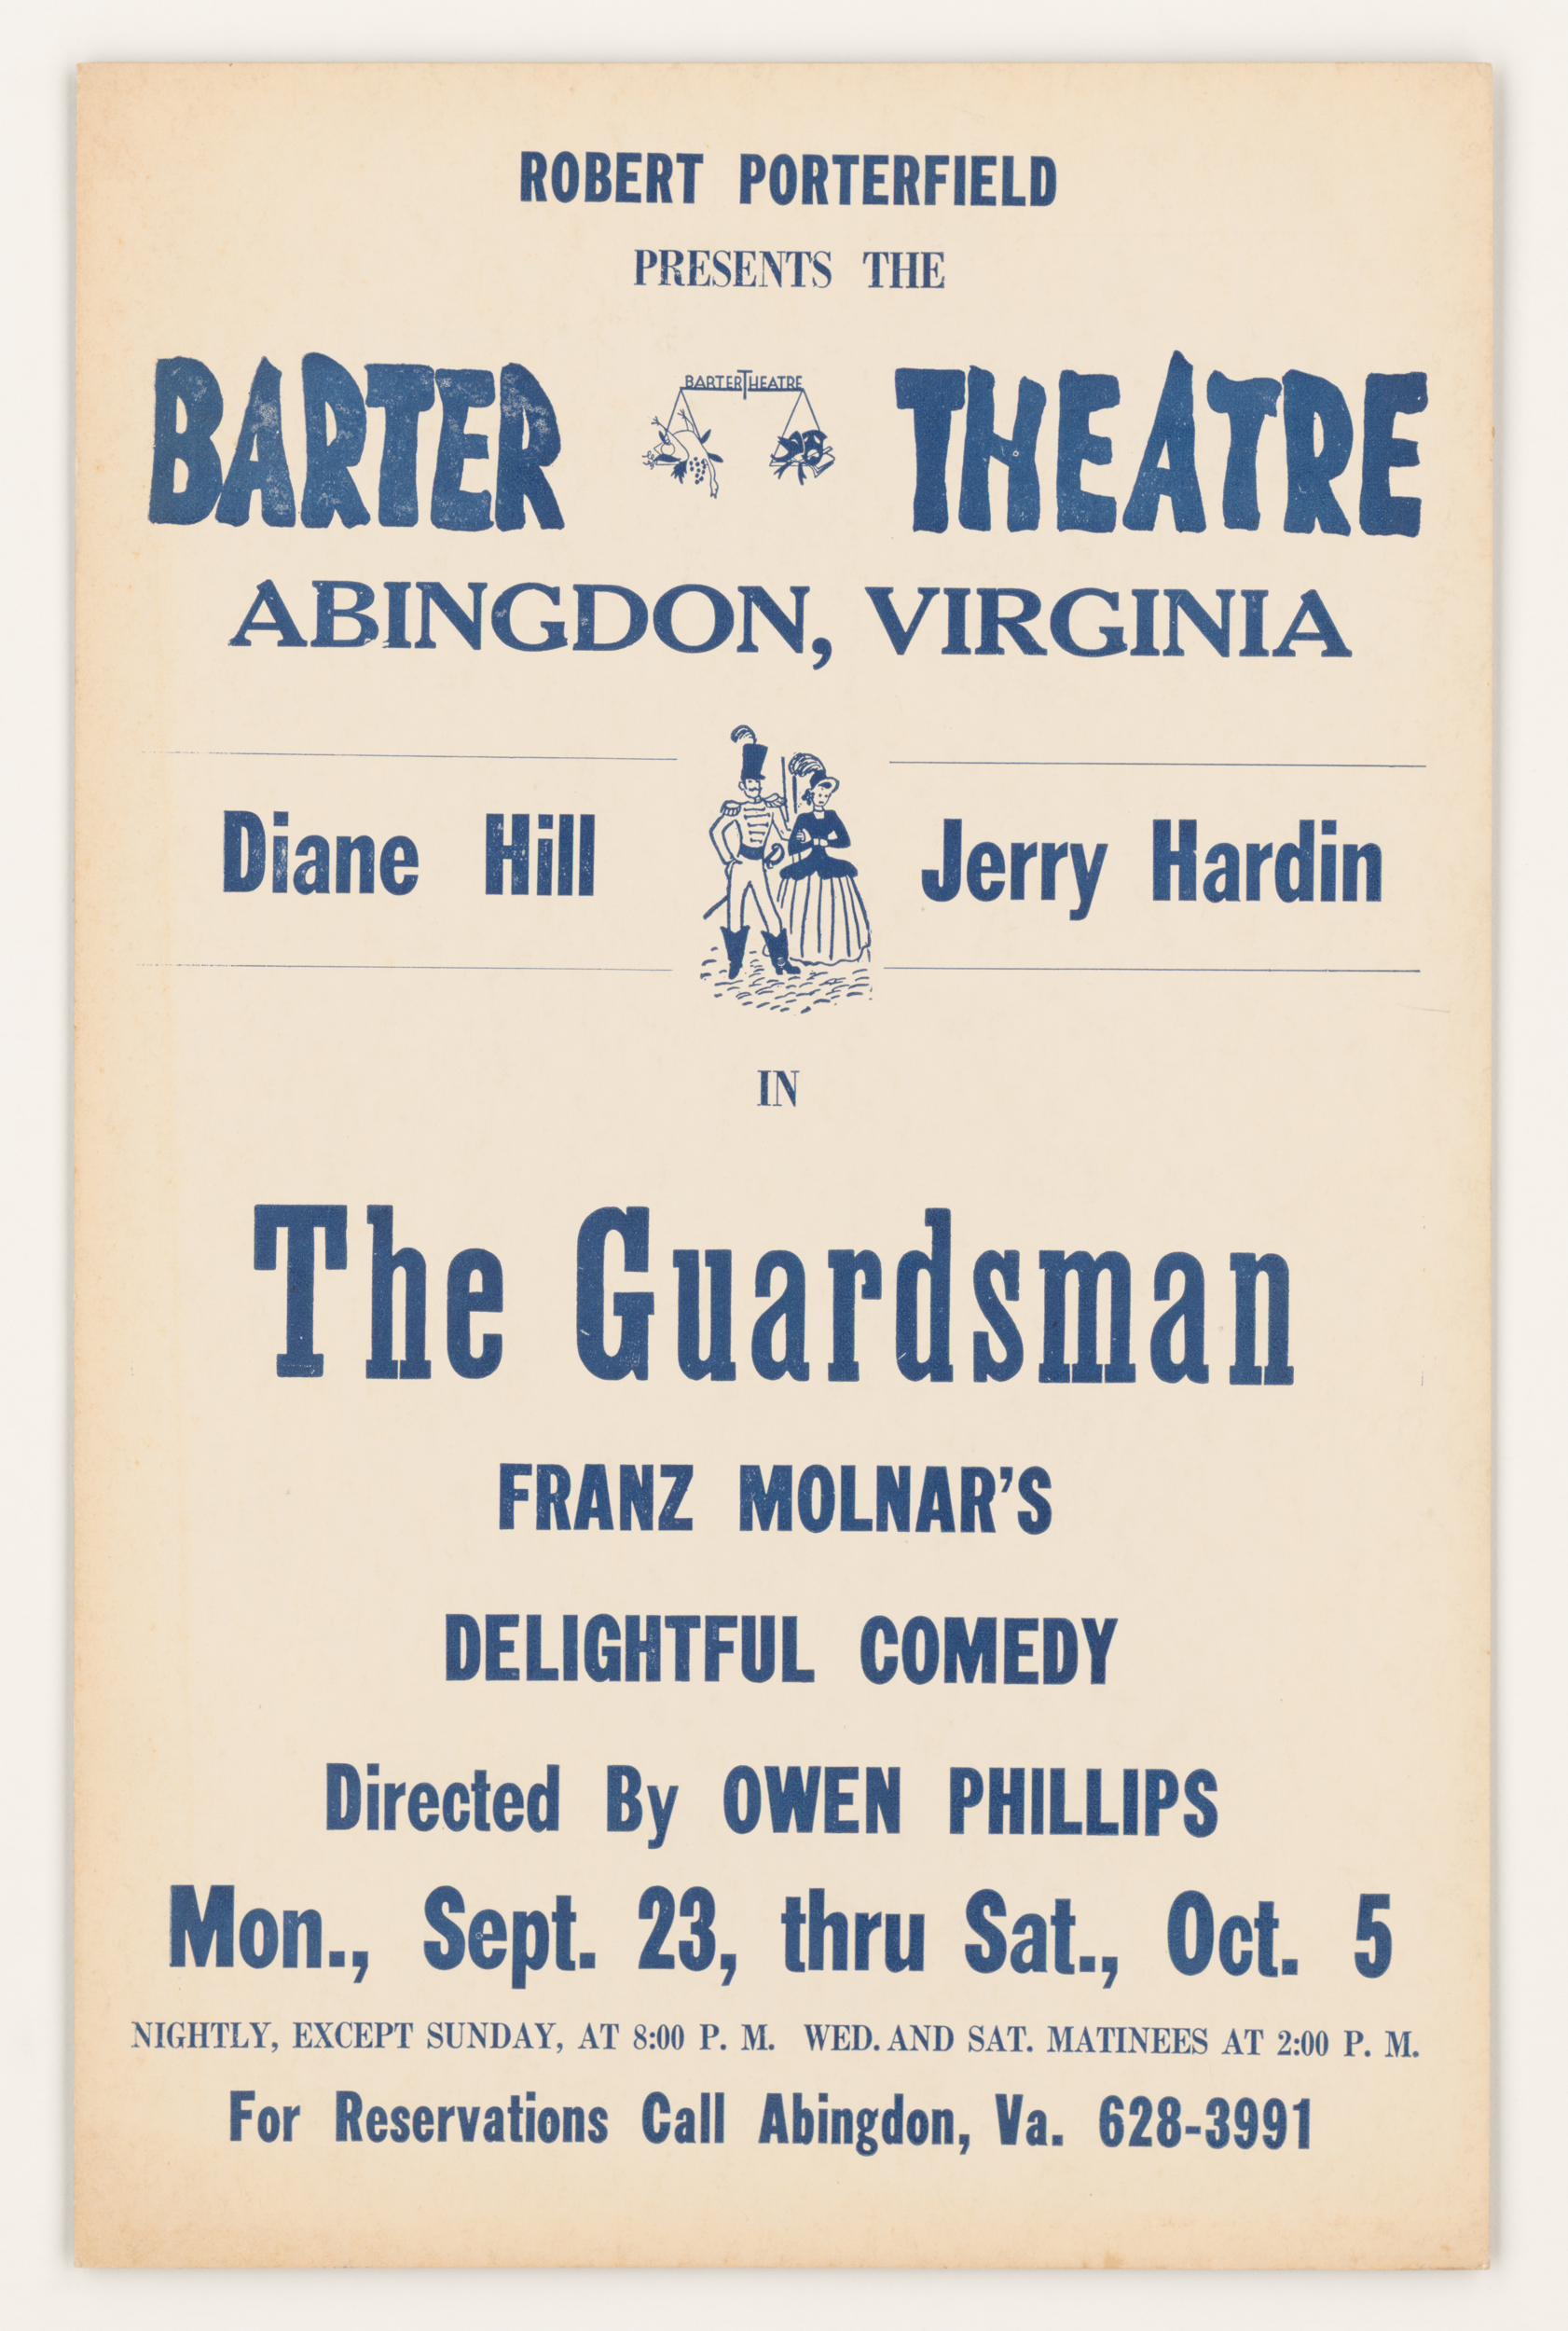 ROBERT PORTERFIELD
PRESENTS THE
BARTER THEATRE
BARTER THEATRE
ABINGDON, VIRGINIA
Diane Hill
Jerry Hardin
IN
The Guardsman
FRANZ MOLNAR'S
DELIGHTFUL COMEDY
Directed By OWEN PHILLIPS
Mon., Sept. 23, thru Sat., Oct. 5
NIGHTLY, EXCEPT SUNDAY, AT 8:00 P. M. WED. AND SAT. MATINEES AT 2:00 P. M.
For Reservations Call Abingdon, Va. 628-3991